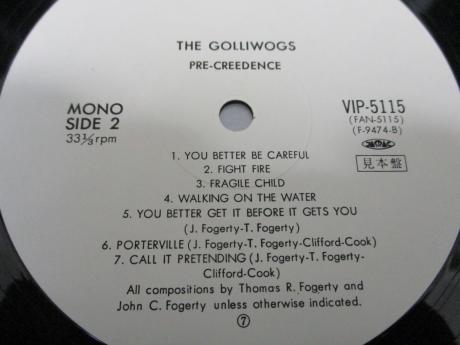 THE GOLLIWOGS
PRE-CREEDENCE
MONO
SIDE 2
33⅓ rpm
VIP-5115
(FAN-5115)
(F-9474-B)
見本盤
1. YOU BETTER BE CAREFUL
2. FIGHT FIRE
3. FRAGILE CHILD
4. WALKING ON THE WATER
5. YOU BETTER GET IT BEFORE IT GETS YOU
(J. Fogerty-T. Fogerty)
6. PORTERVILLE (J. Fogerty-T. Fogerty-Clifford-Cook)
7. CALL IT PRETENDING (J. Fogerty-T. Fogerty-
Clifford-Cook)
All compositions by Thomas R. Fogerty and
John C. Fogerty unless otherwise indicated.
⑦